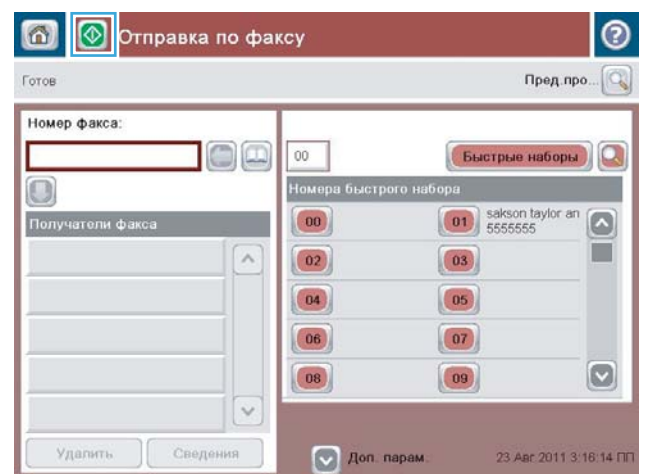 Отправка по факсу
Готов
Пред.про...
Номер факса:
00
Быстрые наборы
Номера быстрого набора
Получатели факса
00
01
sakson taylor an
5555555
02
03
04
05
06
07
08
09
Удалить
Сведения
Доп. парам.
23 Авг 2011 3:16:14 ПП